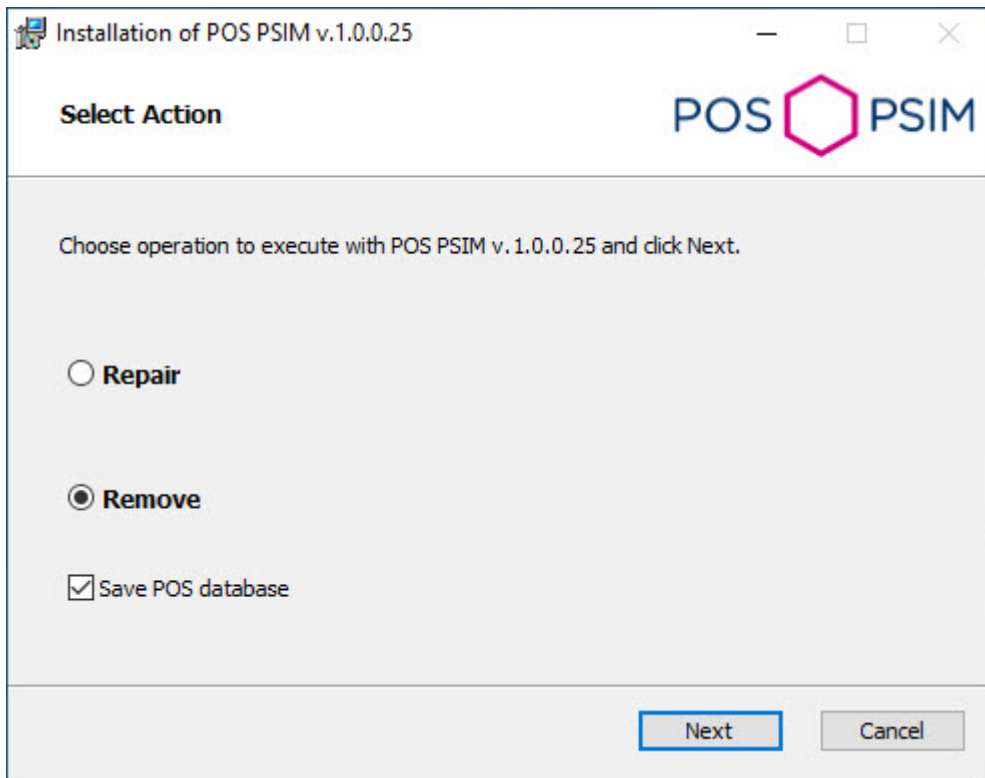 Installation of POS PSIM v.1.0.0.25
Select Action
POS PSIM
Choose operation to execute with POS PSIM v.1.0.0.25 and click Next.
Repair
Remove
Save POS database
Next Cancel